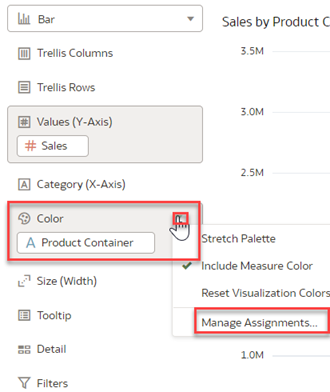 Bar
Sales by Product C
Trellis Columns
3.5M
Trellis Rows
Values (Y-Axis)
3.0M
# Sales
2.5M
A Category (X-Axis)
Color
A Product Container
Stretch Palette
Include Measure Color
Size (Width)
Reset Visualization Colors
Tooltip
Manage Assignments...
Detail
1.0M
Filters